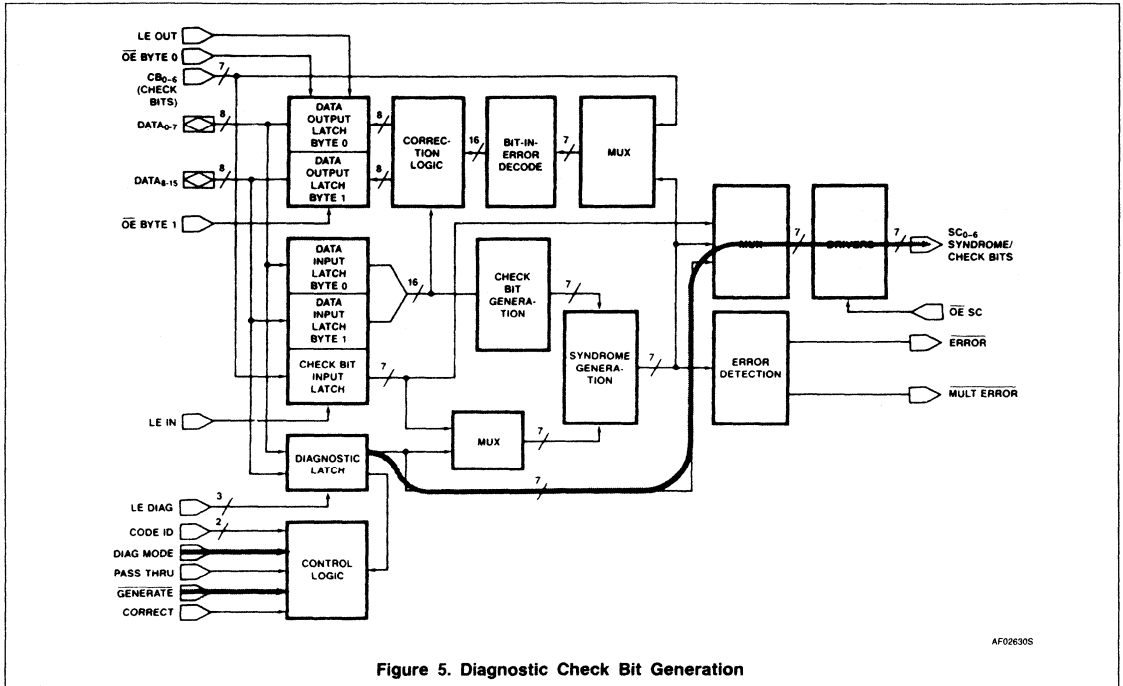 LE OUT
OE BYTE 0
7
CB0-6
(CHECK
BITS)
DATA0-7
8
DATA8-15
8
OE BYTE 1
DATA
OUTPUT
LATCH
BYTE 0
DATA
OUTPUT
LATCH
BYTE 1
8
8
CORREC-
TION
LOGIC
16
BIT-IN-
ERROR
DECODE
7
MUX
DATA
INPUT
LATCH
BYTE 0
DATA
INPUT
LATCH
BYTE 1
CHECK BIT
INPUT
LATCH
16
7
CHECK
BIT
GENERA-
TION
7
SYNDROME
GENERA-
TION
7
MUX
7
MUX
7
DRIVERS
7
SC0-6
SYNDROME/
CHECK BITS
OE SC
ERROR
DETECTION
ERROR
MULT ERROR
LE IN
DIAGNOSTIC
LATCH
7
LE DIAG
3
CODE ID
2
DIAG MODE
PASS THRU
GENERATE
CORRECT
CONTROL
LOGIC
AF02630S
Figure 5. Diagnostic Check Bit Generation